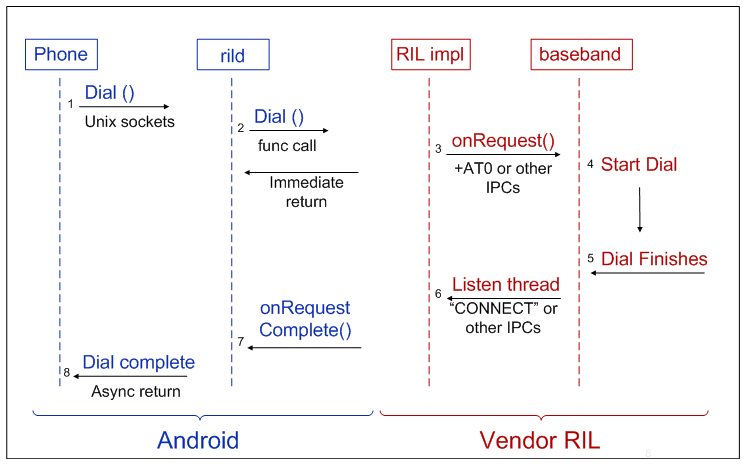 Phone
rild
RIL impl
baseband
1
Dial ()
Unix sockets
2
Dial ()
func call
Immediate
return
3
onRequest()
+AT0 or other
IPCs
4
Start Dial
5
Dial Finishes
6
Listen thread
“CONNECT” or
other IPCs
onRequest
Complete()
7
8
Dial complete
Async return
Android
Vendor RIL
6